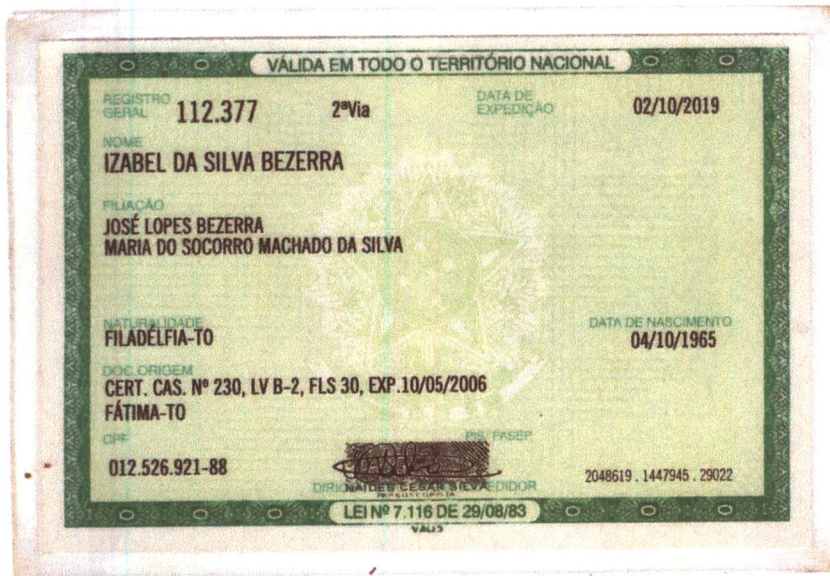 VÁLIDA EM TODO O TERRITÓRIO NACIONAL
REGISTRO GERAL 112.377 2ªVia DATA DE EXPEDIÇÃO 02/10/2019
NOME
IZABEL DA SILVA BEZERRA
FILIAÇÃO
JOSÉ LOPES BEZERRA
MARIA DO SOCORRO MACHADO DA SILVA
NATURALIDADE DATA DE NASCIMENTO
FILADÉLFIA-TO 04/10/1965
DOC.ORIGEM
CERT. CAS. Nº 230, LV B-2, FLS 30, EXP.10/05/2006
FÁTIMA-TO
CPF PIS/PASEP
012.526.921-88 2048619 . 1447945 . 29022
NAIDES CESAR SILVA
PAPILOSCOPISTA
LEI Nº 7.116 DE 29/08/83